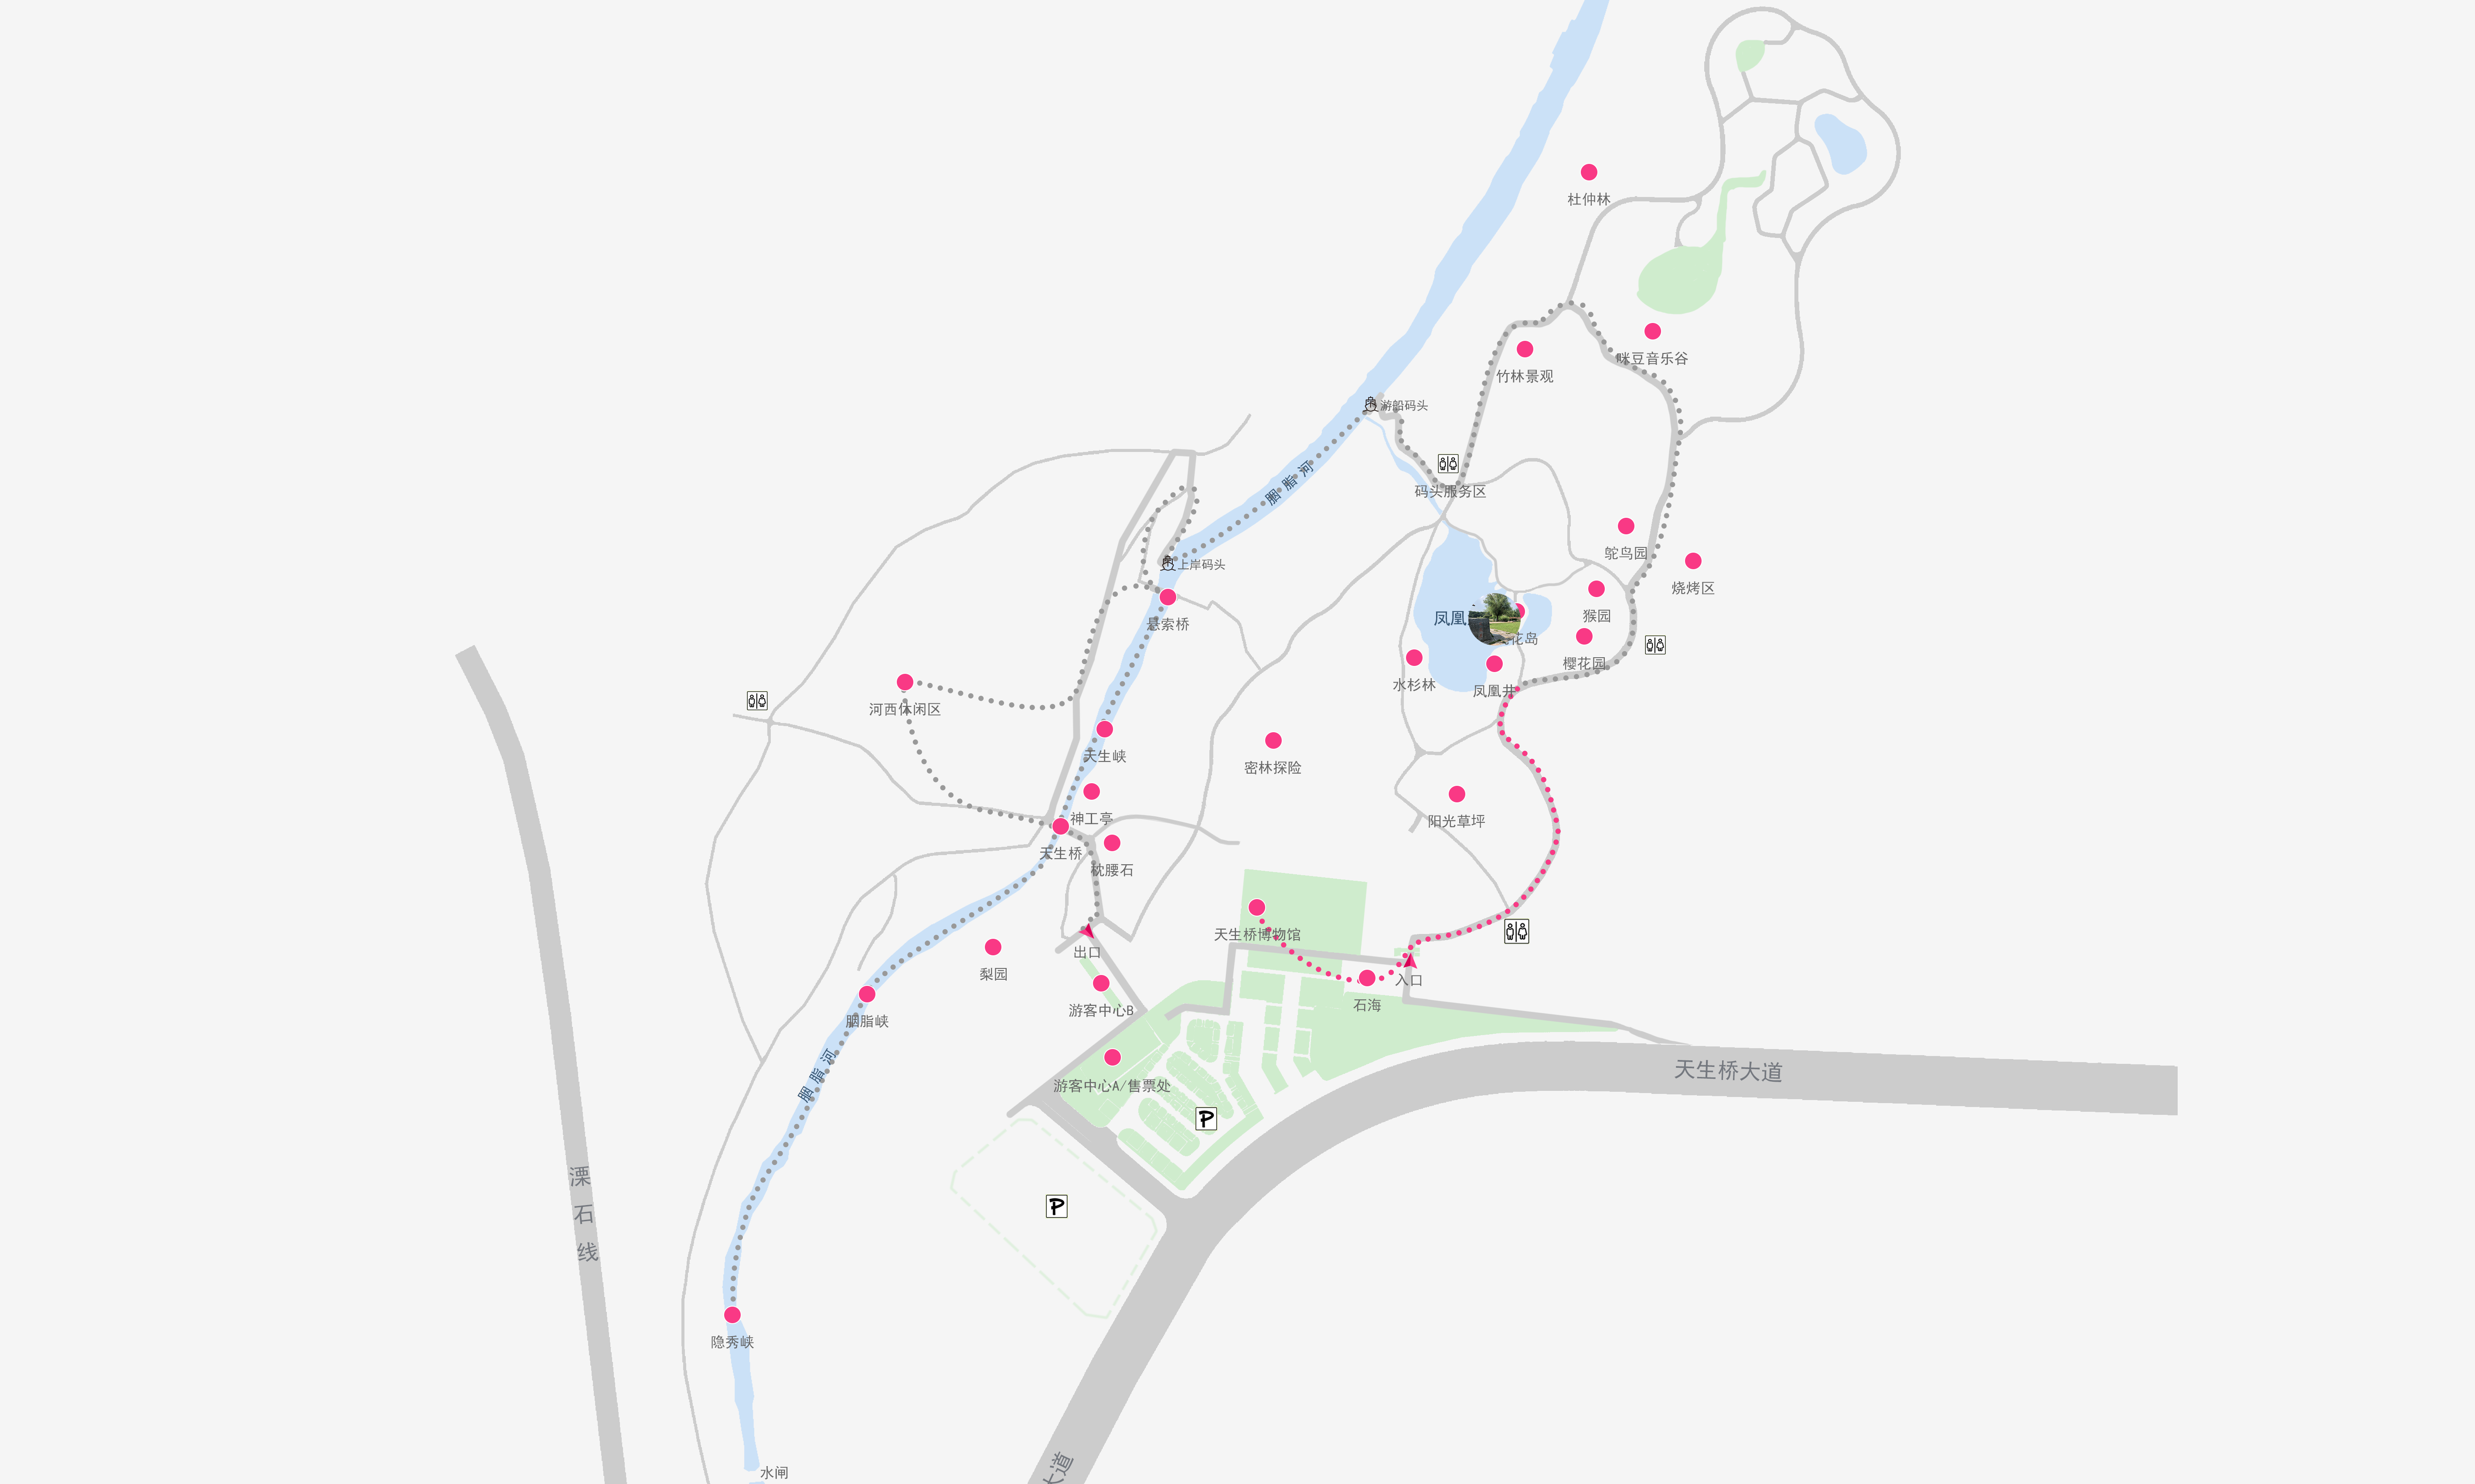 杜仲林
咪豆音乐谷
竹林景观
游船码头
胭脂河
码头服务区
鸵鸟园
上岸码头
烧烤区
猴园
凤凰
花岛
悬索桥
樱花园
水杉林
凤凰井
河西休闲区
天生峡
密林探险
神工亭
阳光草坪
天生桥
枕腰石
天生桥博物馆
出口
梨园
入口
石海
游客中心B
胭脂峡
胭脂河
天生桥大道
游客中心A/售票处
P
P
溧石线
隐秀峡
水闸
大道